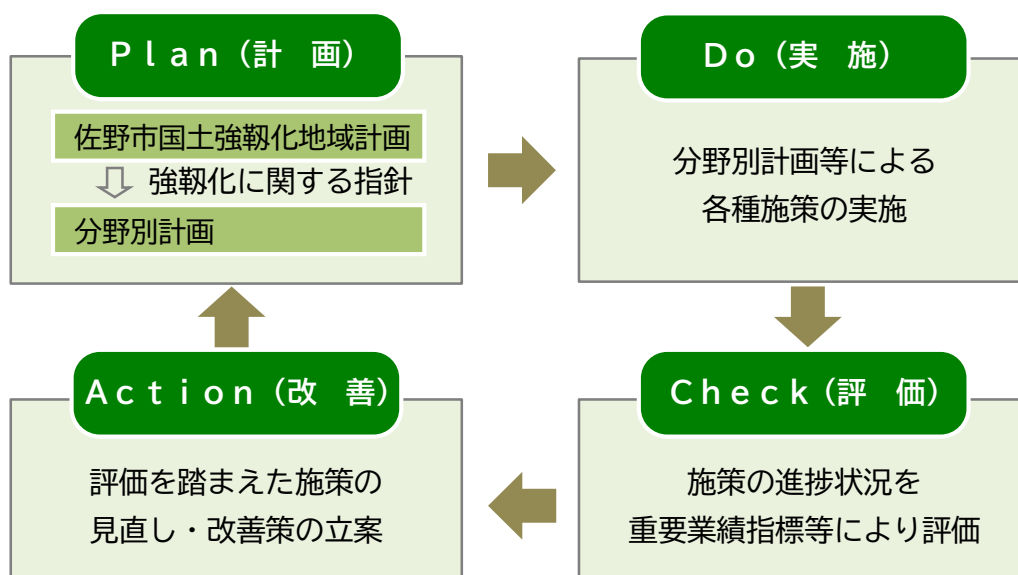 Ｐｌａｎ（計　画）
佐野市国土強靱化地域計画
強靱化に関する指針
分野別計画
Ｄｏ（実　施）
分野別計画等による
各種施策の実施
Ｃｈｅｃｋ（評　価）
施策の進捗状況を
重要業績指標等により評価
Ａｃｔｉｏｎ（改　善）
評価を踏まえた施策の
見直し・改善策の立案